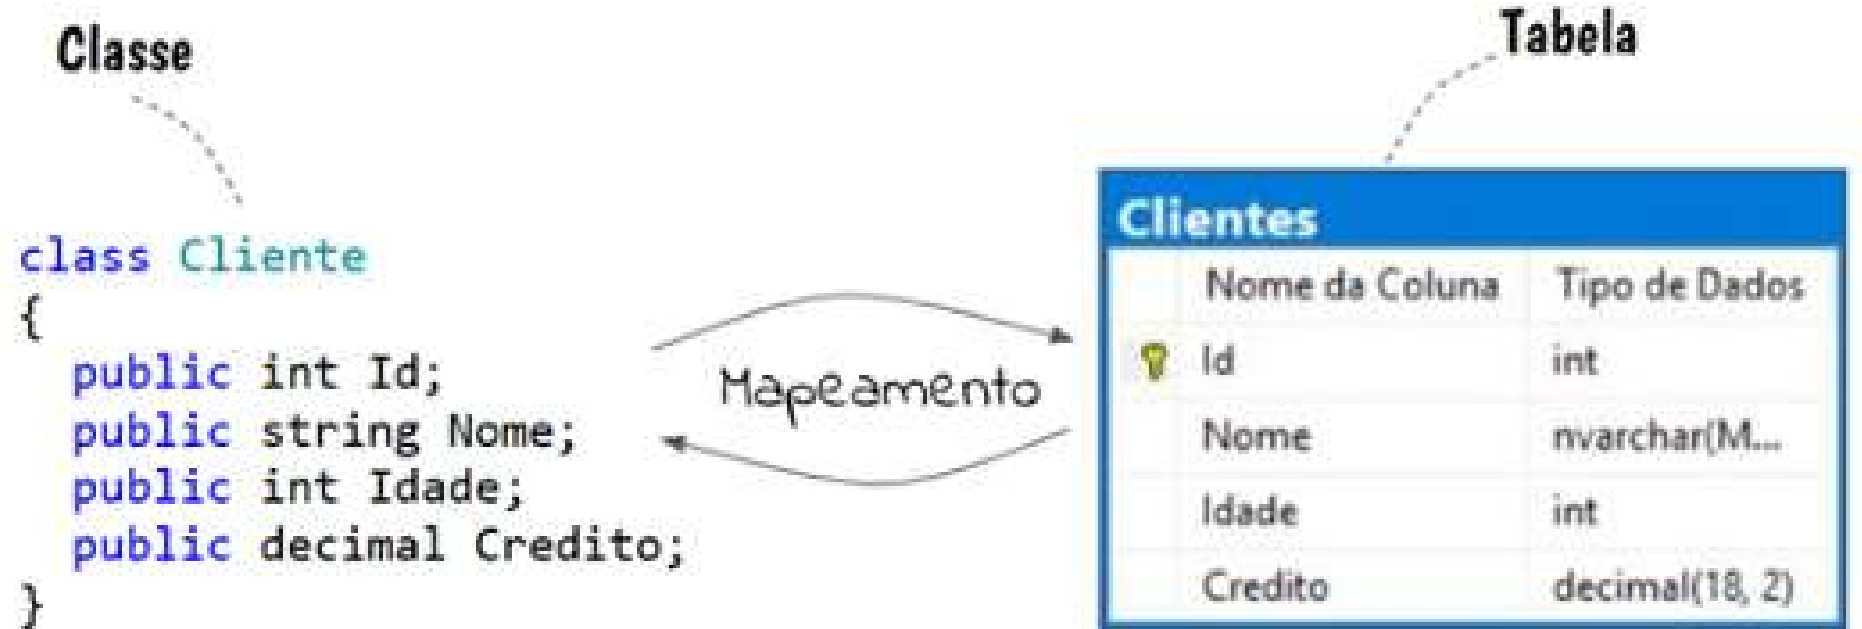 Classe
Tabela
class Cliente
{
public int Id;
public string Nome;
public int Idade;
public decimal Credito;
}
Mapeamento
Clientes
Nome da Coluna Tipo de Dados
Id int
Nome nvarchar(M...
Idade int
Credito decimal(18, 2)